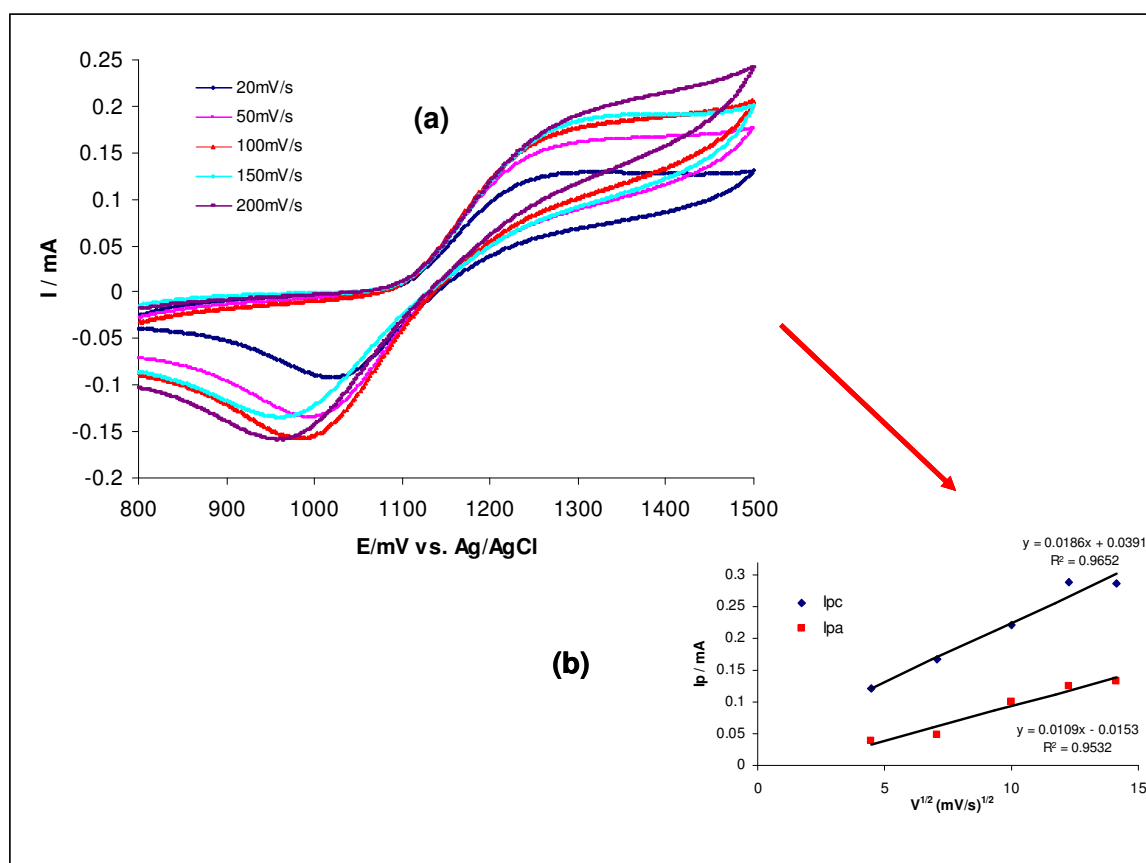 0.25
0.2
0.15
0.1
0.05
0
-0.05
-0.1
-0.15
-0.2
I / mA
20mV/s
50mV/s
100mV/s
150mV/s
200mV/s
(a)
800 900 1000 1100 1200 1300 1400 1500
E/mV vs. Ag/AgCl
y = 0.0186x + 0.0391
R² = 0.9652
0.3
0.25
0.2
0.15
0.1
0.05
0
Ip / mA
Ipc
Ipa
(b)
y = 0.0109x - 0.0153
R² = 0.9532
0 5 10 15
V^1/2 (mV/s)^1/2